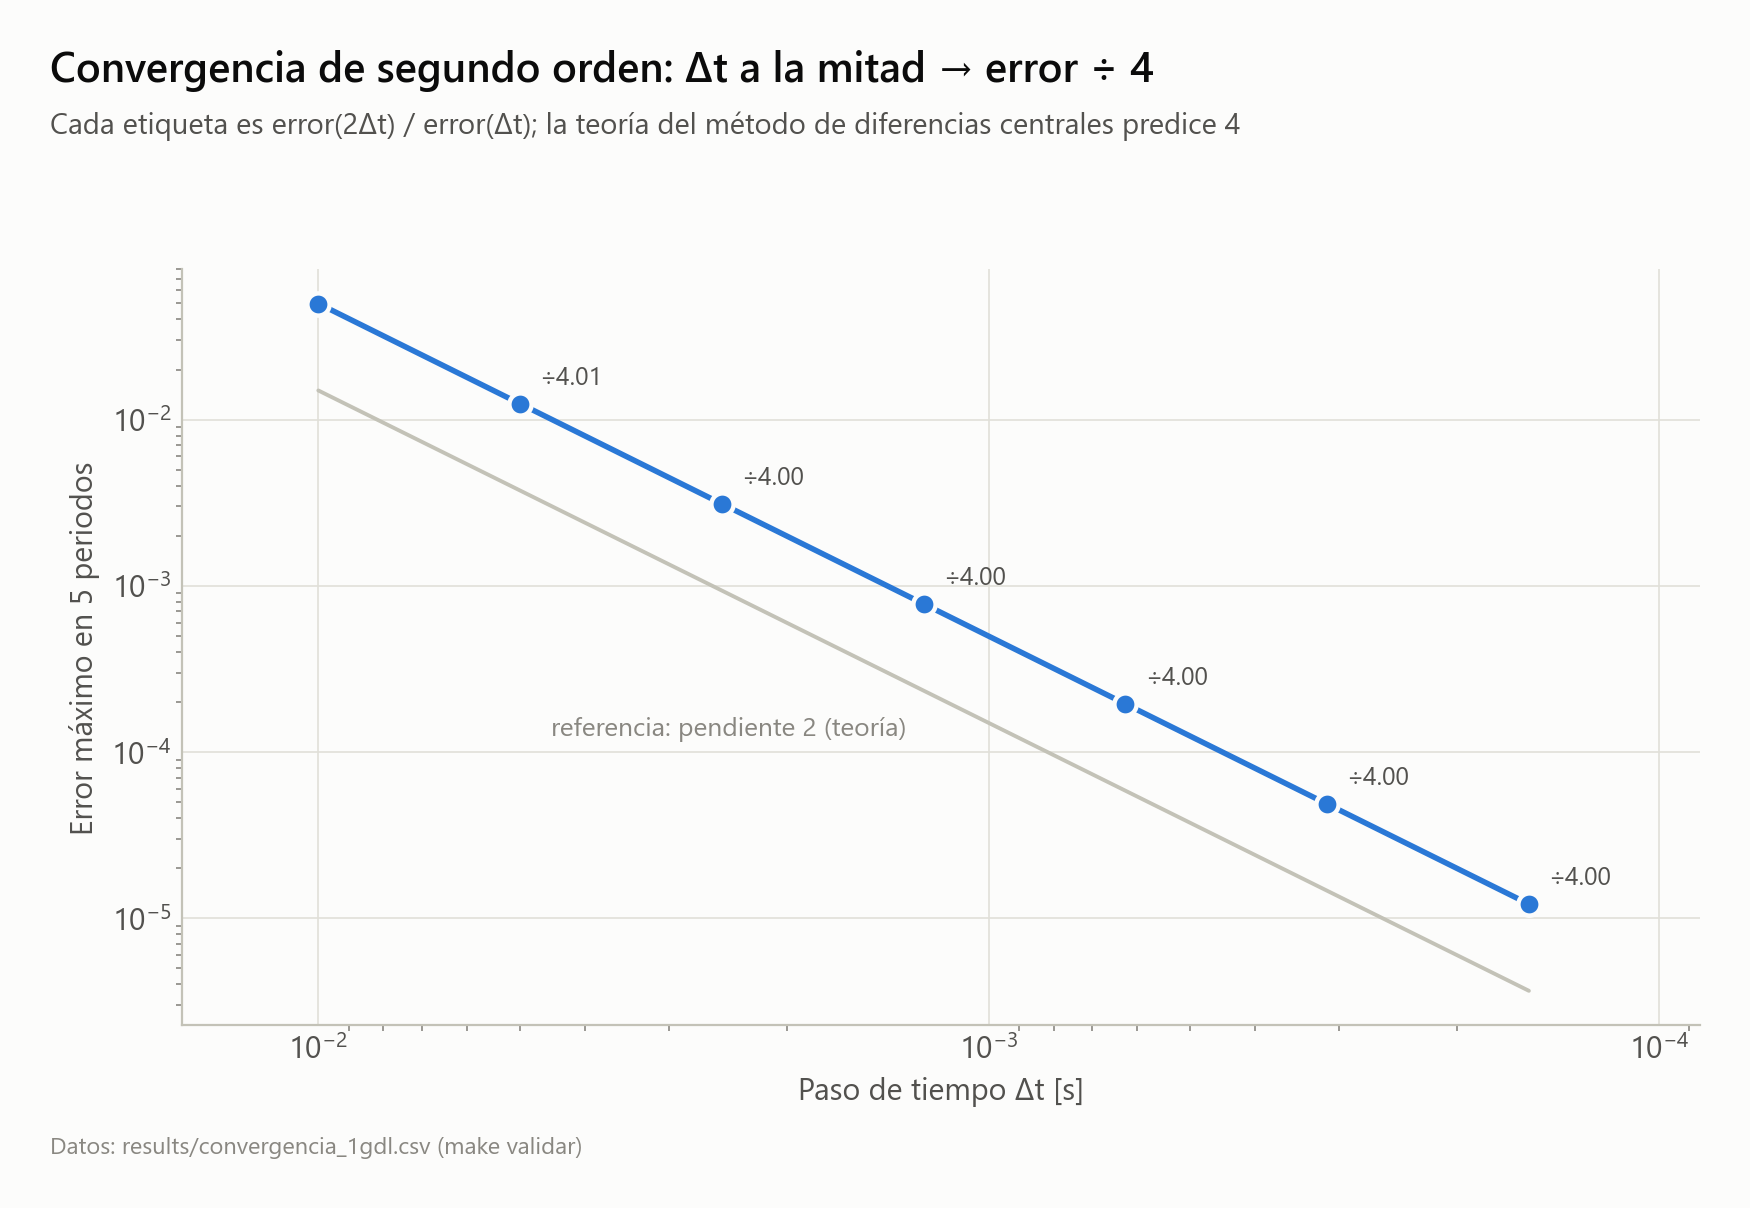 Convergencia de segundo orden: Δt a la mitad → error ÷ 4
Cada etiqueta es error(2Δt) / error(Δt); la teoría del método de diferencias centrales predice 4
÷4.01
÷4.00
÷4.00
÷4.00
÷4.00
÷4.00
referencia: pendiente 2 (teoría)
Error máximo en 5 periodos
10⁻²
10⁻³
10⁻⁴
10⁻⁵
10⁻² 10⁻³ 10⁻⁴
Paso de tiempo Δt [s]
Datos: results/convergencia_1gdl.csv (make validar)